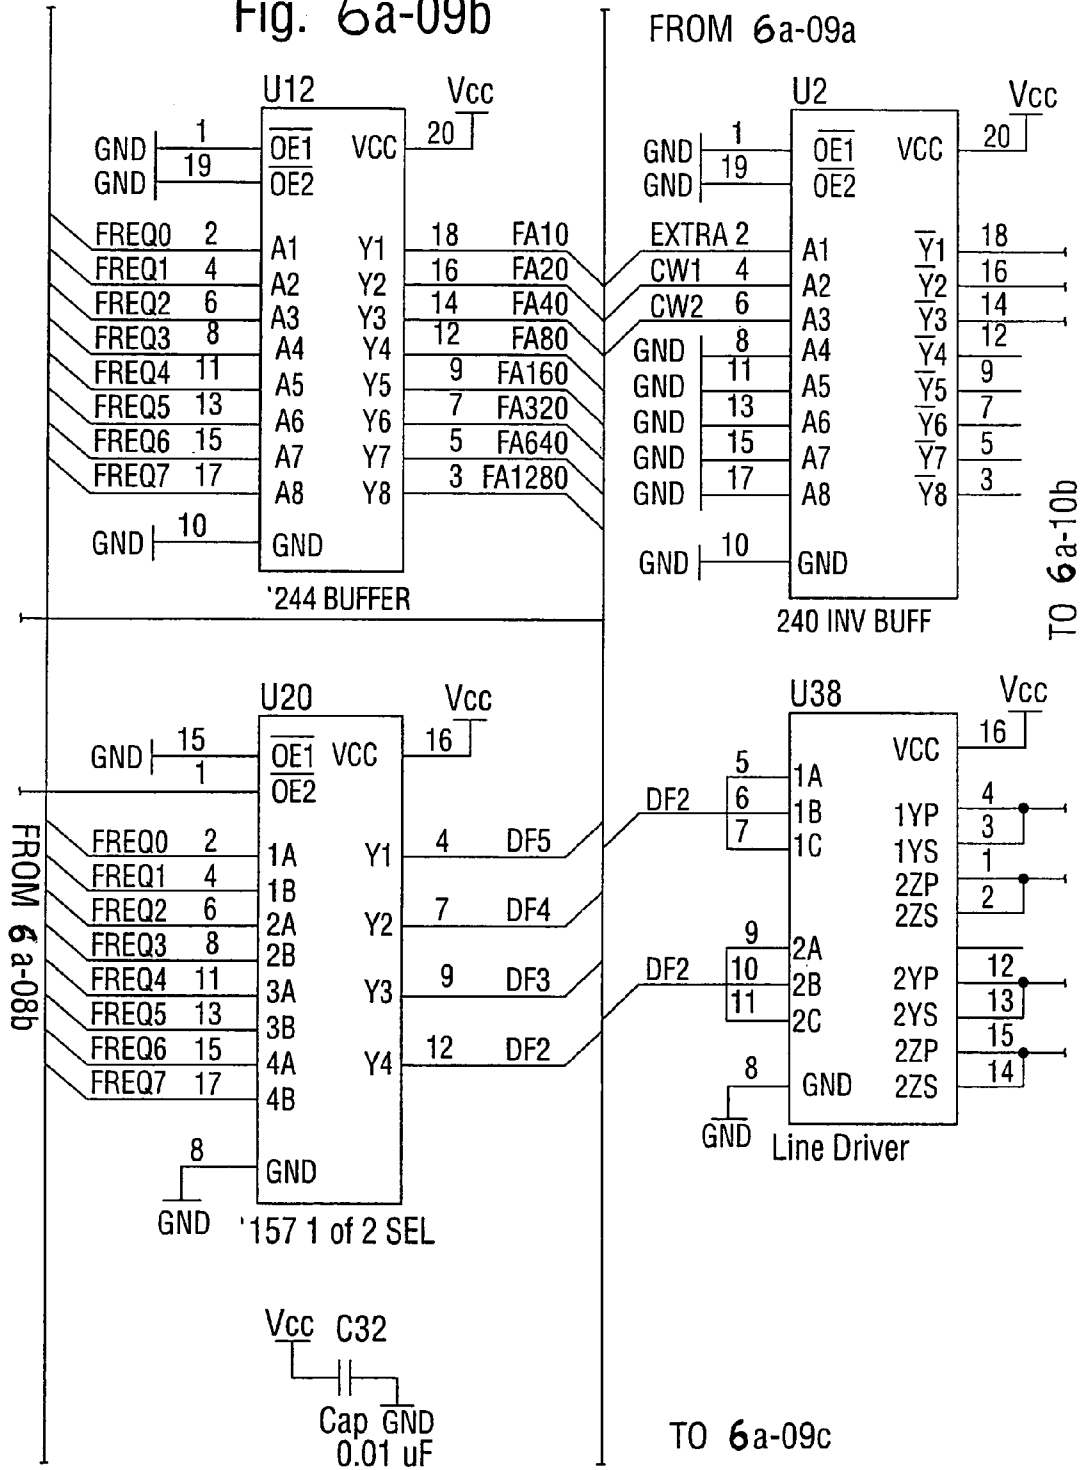 Fig. 6a-09b
FROM 6a-09a
U12
Vcc
GND 1 OE1 VCC 20
GND 19 OE2
FREQ0 2 A1 Y1 18 FA10
FREQ1 4 A2 Y2 16 FA20
FREQ2 6 A3 Y3 14 FA40
FREQ3 8 A4 Y4 12 FA80
FREQ4 11 A5 Y5 9 FA160
FREQ5 13 A6 Y6 7 FA320
FREQ6 15 A7 Y7 5 FA640
FREQ7 17 A8 Y8 3 FA1280
GND 10 GND
'244 BUFFER
U2
Vcc
GND 1 OE1 VCC 20
GND 19 OE2
EXTRA 2 A1 Y1 18
CW1 4 A2 Y2 16
CW2 6 A3 Y3 14
GND 8 A4 Y4 12
GND 11 A5 Y5 9
GND 13 A6 Y6 7
GND 15 A7 Y7 5
GND 17 A8 Y8 3
GND 10 GND
240 INV BUFF
TO 6a-10b
U20
Vcc
GND 15 OE1 VCC 16
1 OE2
FREQ0 2 1A Y1 4 DF5
FREQ1 4 1B
FREQ2 6 2A Y2 7 DF4
FREQ3 8 2B
FREQ4 11 3A Y3 9 DF3
FREQ5 13 3B
FREQ6 15 4A Y4 12 DF2
FREQ7 17 4B
8 GND
GND
'157 1 of 2 SEL
FROM 6a-08b
U38
Vcc
VCC 16
5 1A
DF2 6 1B 1YP 4
7 1C 1YS 3
2ZP 1
2ZS 2
9 2A
DF2 10 2B 2YP 12
11 2C 2YS 13
2ZP 15
8 GND 2ZS 14
GND
Line Driver
Vcc C32
Cap GND
0.01 uF
TO 6a-09c